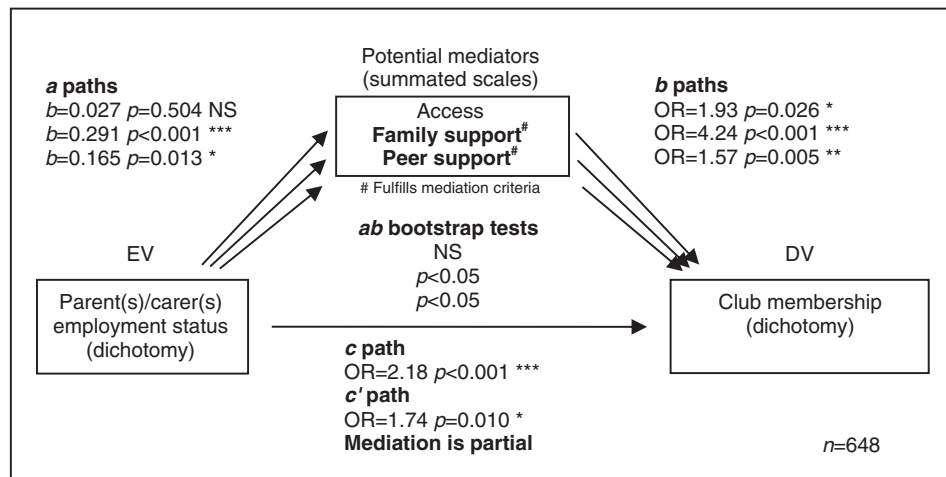 Potential mediators
(summated scales)
a paths
b=0.027 p=0.504 NS
b=0.291 p<0.001 ***
b=0.165 p=0.013 *
Access
Family support#
Peer support#
# Fulfills mediation criteria
b paths
OR=1.93 p=0.026 *
OR=4.24 p<0.001 ***
OR=1.57 p=0.005 **
ab bootstrap tests
NS
p<0.05
p<0.05
EV
Parent(s)/carer(s)
employment status
(dichotomy)
DV
Club membership
(dichotomy)
c path
OR=2.18 p<0.001 ***
c' path
OR=1.74 p=0.010 *
Mediation is partial
n=648